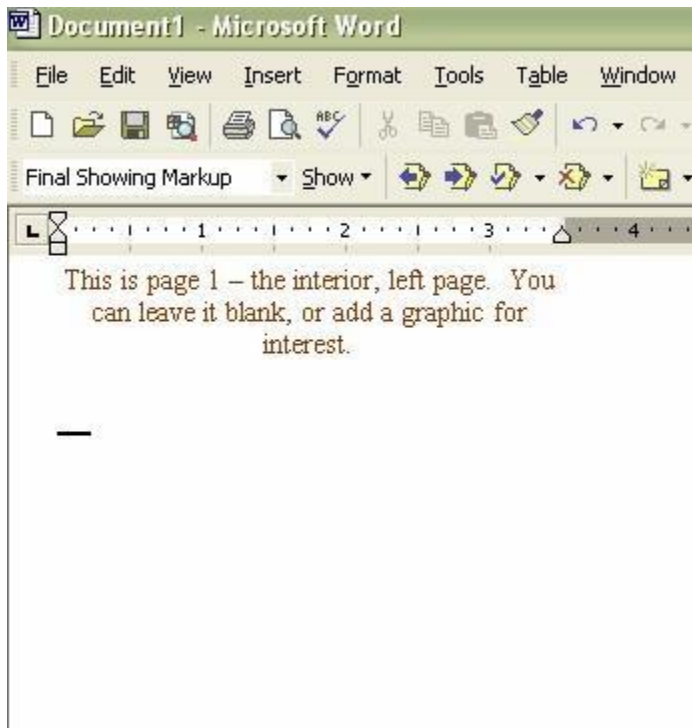 Document1 - Microsoft Word
File Edit View Insert Format Tools Table Window
ABC
Final Showing Markup Show
1 2 3 4
This is page 1 – the interior, left page. You
can leave it blank, or add a graphic for
interest.